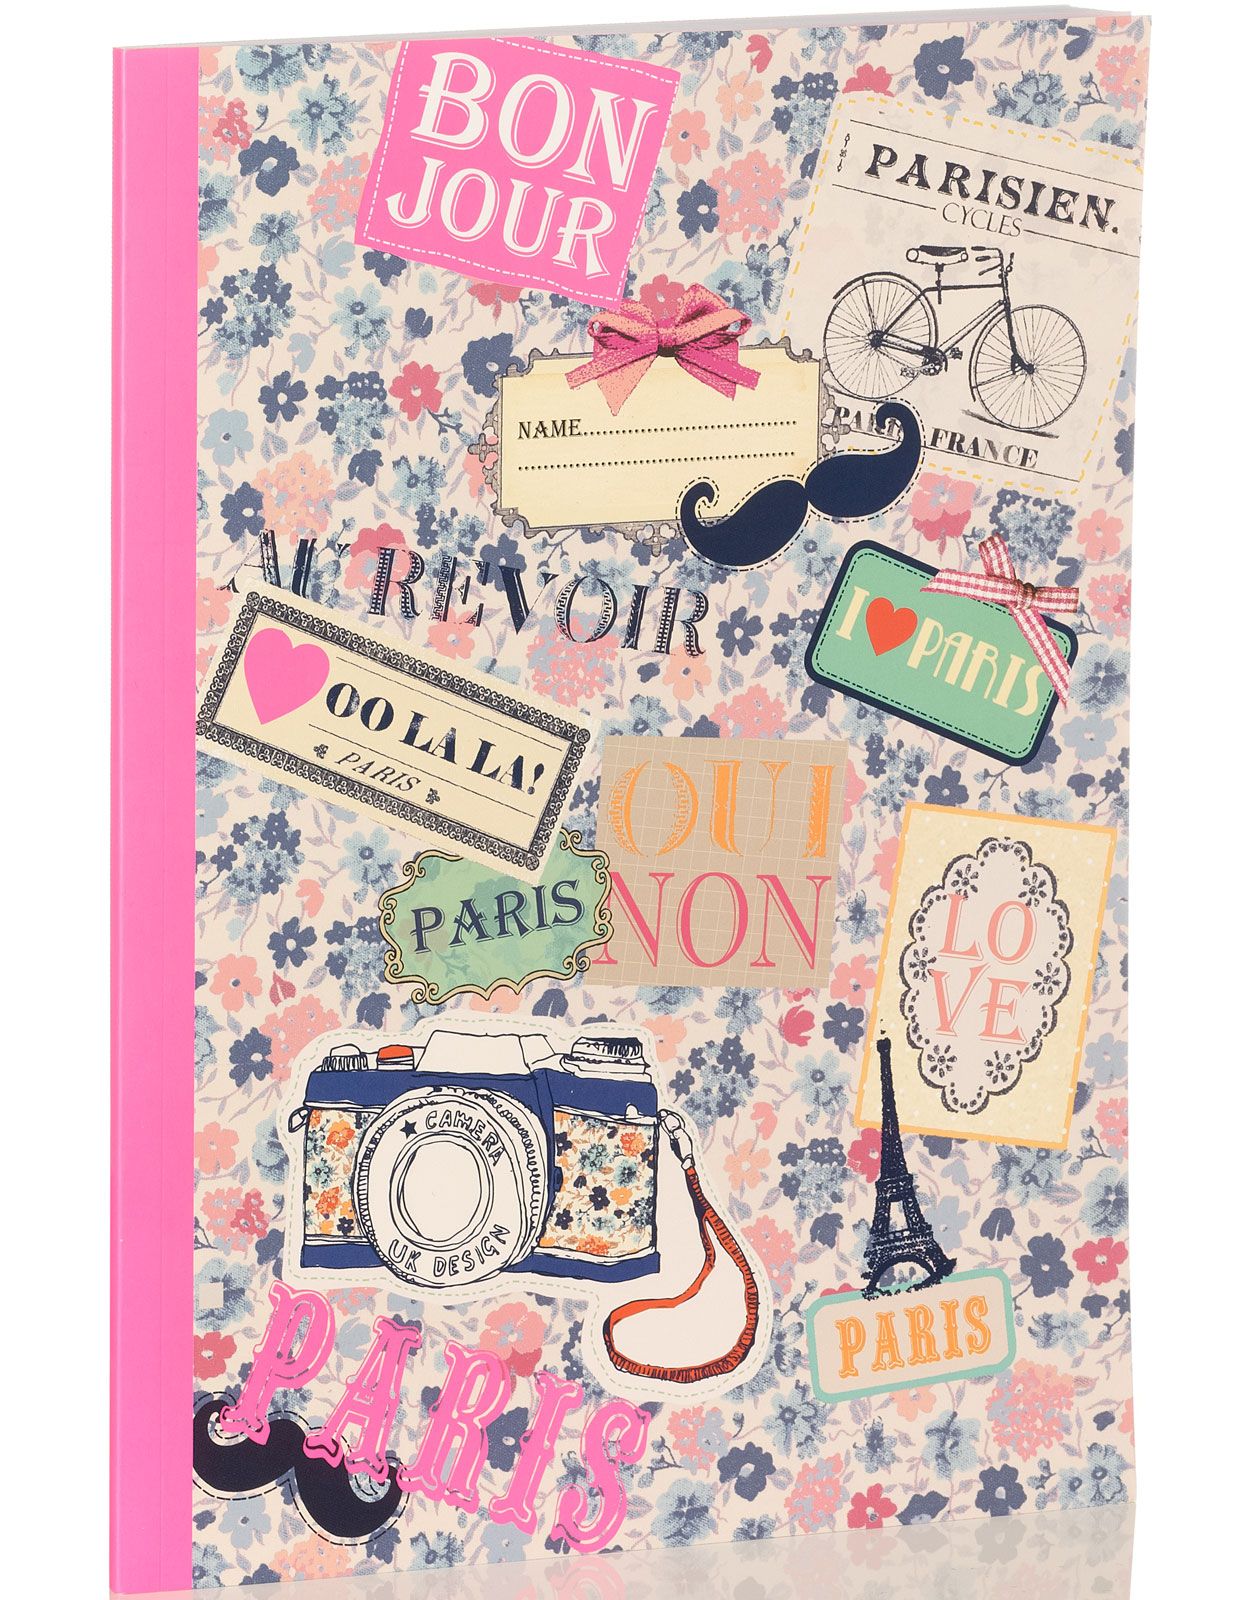 BON
JOUR
PARISIEN.
CYCLES
PARIS, FRANCE
NAME
AU REVOIR
I PARIS
OO LA LA!
PARIS
OUI
NON
PARIS
LO
VE
CAMERA
UK DESIGN
PARIS
PARIS